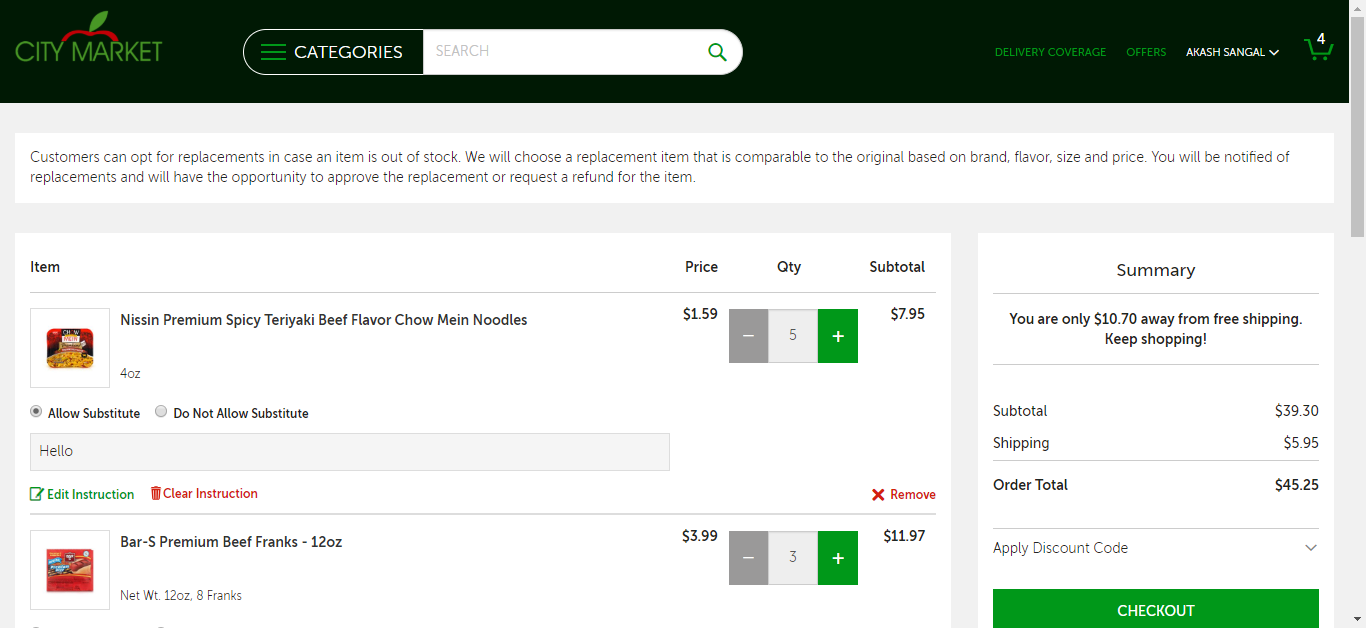 CITY MARKET
CATEGORIES
SEARCH
DELIVERY COVERAGE
OFFERS
AKASH SANGAL
4
Customers can opt for replacements in case an item is out of stock. We will choose a replacement item that is comparable to the original based on brand, flavor, size and price. You will be notified of
replacements and will have the opportunity to approve the replacement or request a refund for the item.
Item Price Qty Subtotal
Nissin Premium Spicy Teriyaki Beef Flavor Chow Mein Noodles
$1.59 – 5 + $7.95
4oz
Allow Substitute Do Not Allow Substitute
Hello
Edit Instruction Clear Instruction Remove
Bar-S Premium Beef Franks - 12oz
$3.99 – 3 + $11.97
Net Wt. 12oz, 8 Franks
Summary
You are only $10.70 away from free shipping.
Keep shopping!
Subtotal $39.30
Shipping $5.95
Order Total $45.25
Apply Discount Code
CHECKOUT